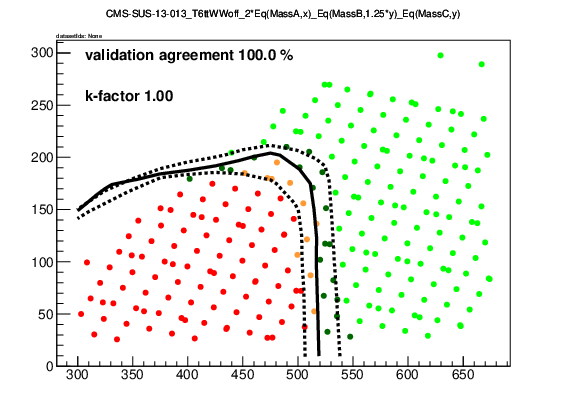 CMS-SUS-13-013_T6ttWWoff_2*Eq(MassA,x)_Eq(MassB,1.25*y)_Eq(MassC,y)
datasetIds: None
validation agreement 100.0 %
k-factor 1.00
300
250
200
150
100
50
0
300 350 400 450 500 550 600 650